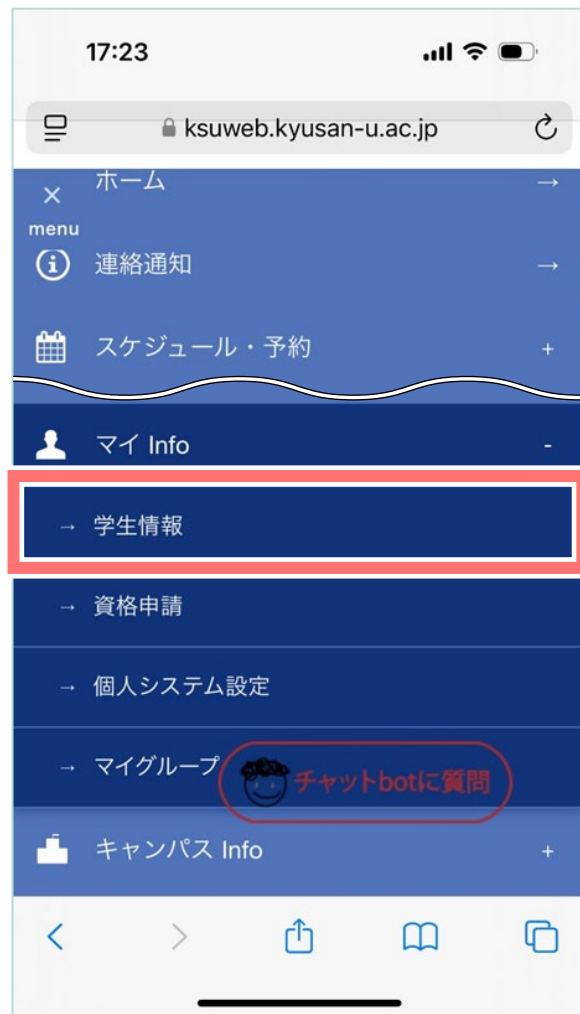 17:23
ksuweb.kyusan-u.ac.jp
ホーム →
menu
連絡通知 →
スケジュール・予約 +
マイ Info -
→ 学生情報
→ 資格申請
→ 個人システム設定
→ マイグループ
チャットbotに質問
キャンパス Info +